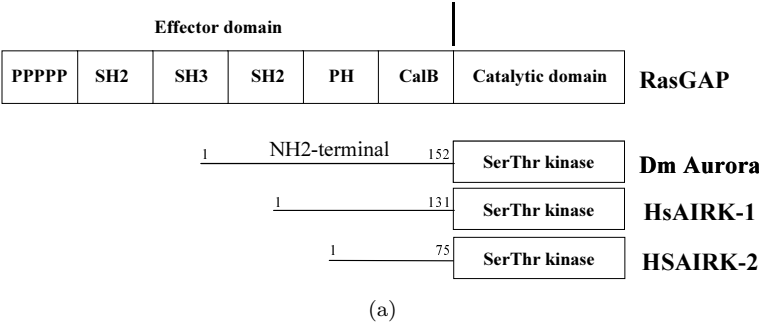 Effector domain
PPPPP SH2 SH3 SH2 PH CalB Catalytic domain RasGAP
1 NH2-terminal 152 SerThr kinase Dm Aurora
1 131 SerThr kinase HsAIRK-1
1 75 SerThr kinase HSAIRK-2
(a)